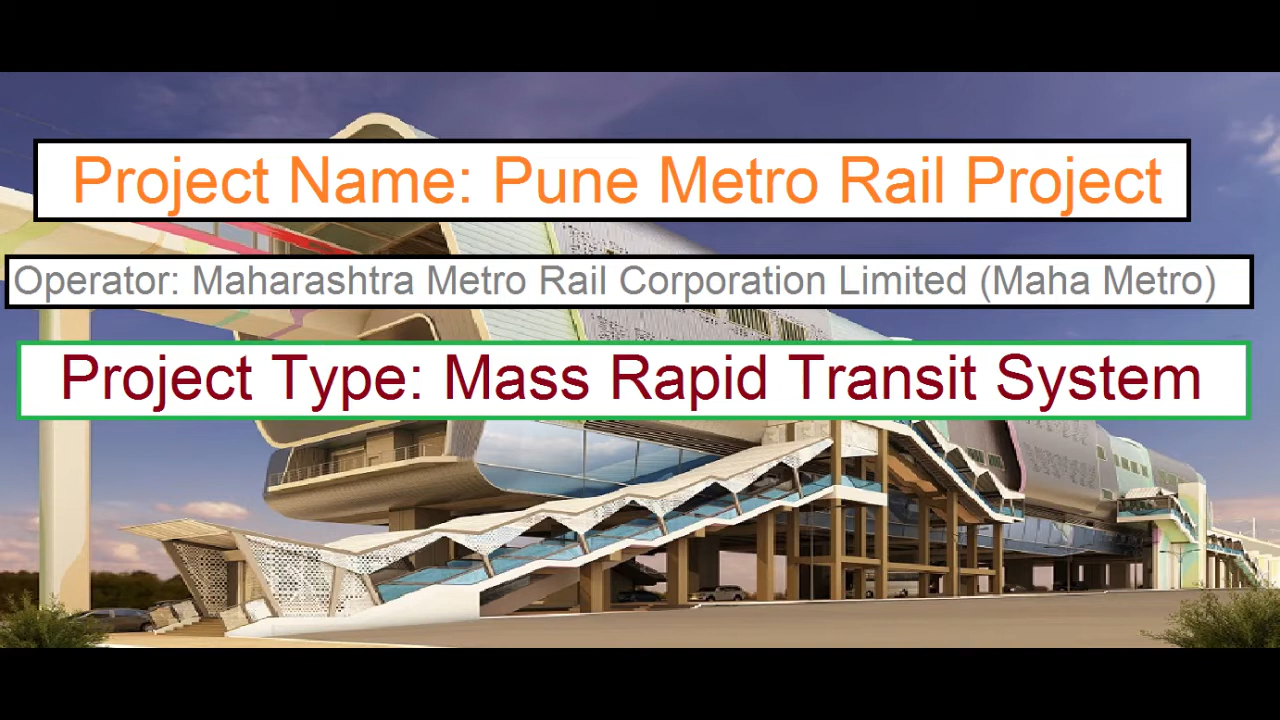 Project Name: Pune Metro Rail Project
Operator: Maharashtra Metro Rail Corporation Limited (Maha Metro)
Project Type: Mass Rapid Transit System